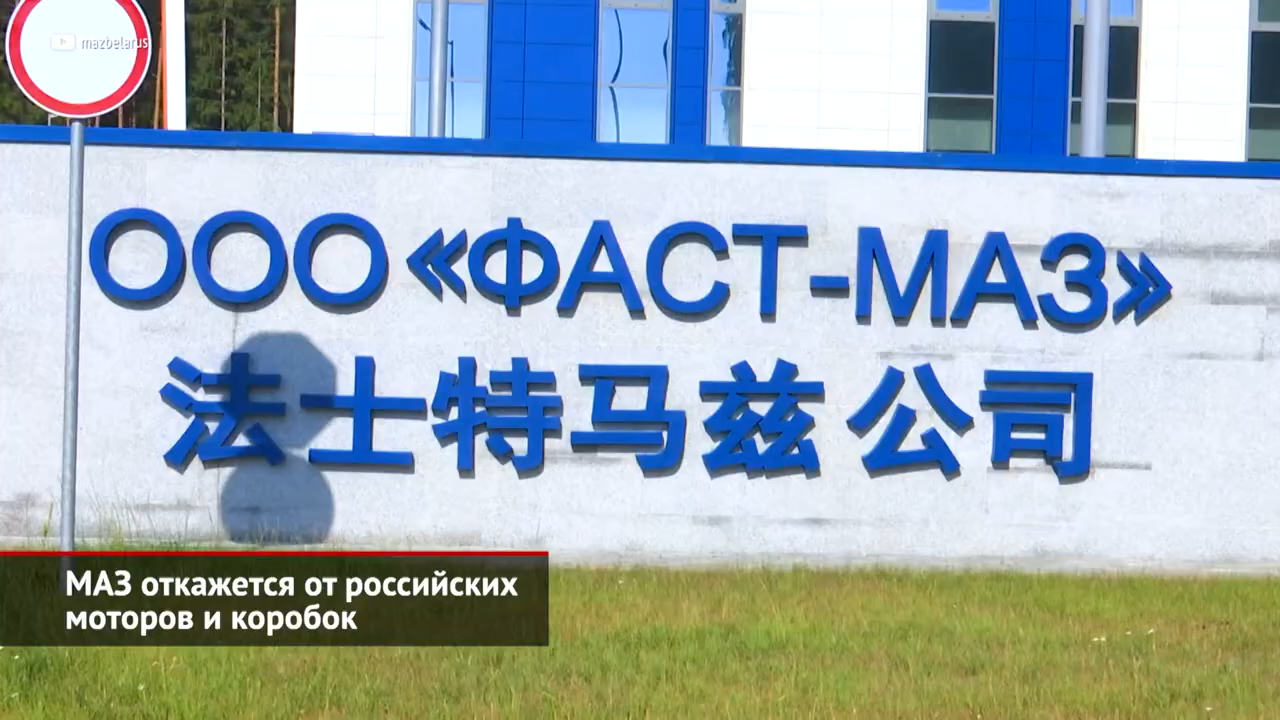 mazbelarus
ООО «ФАСТ-МАЗ»
法士特马兹公司
МАЗ откажется от российских
моторов и коробок